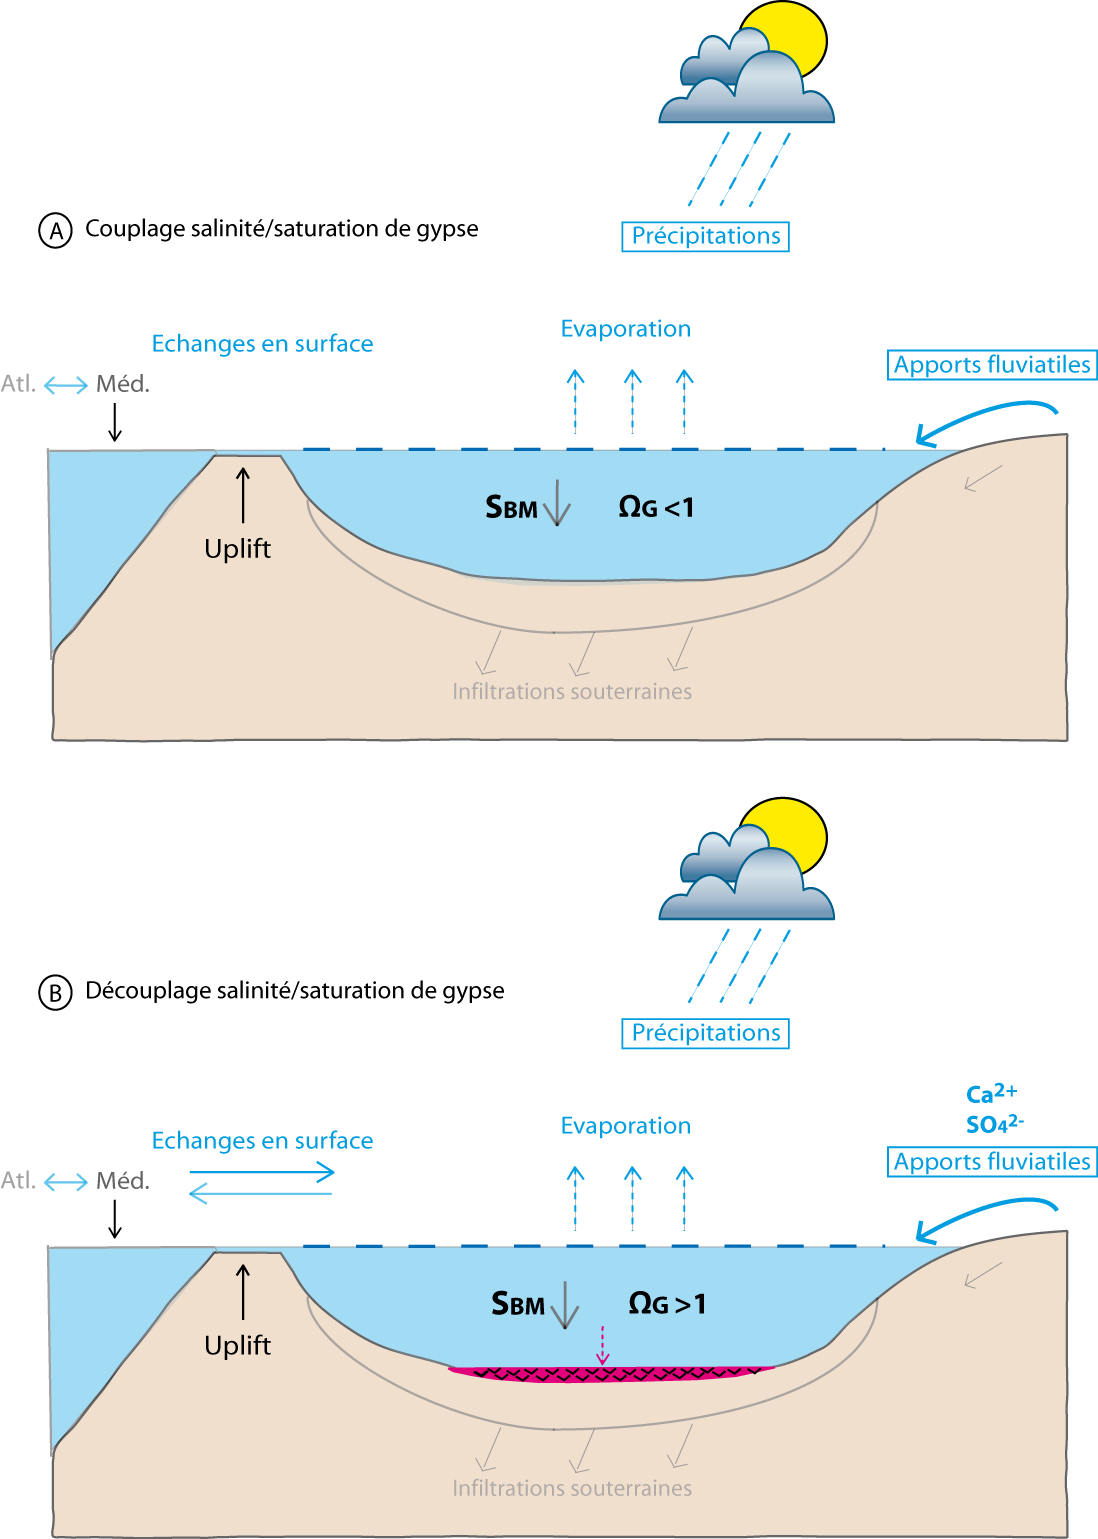 Précipitations
A Couplage salinité/saturation de gypse
Echanges en surface
Evaporation
Apports fluviatiles
Atl. Méd.
SBM ΩG <1
Uplift
Infiltrations souterraines
Précipitations
B Découplage salinité/saturation de gypse
Ca2+
SO42-
Echanges en surface
Evaporation
Apports fluviatiles
Atl. Méd.
SBM ΩG >1
Uplift
Infiltrations souterraines